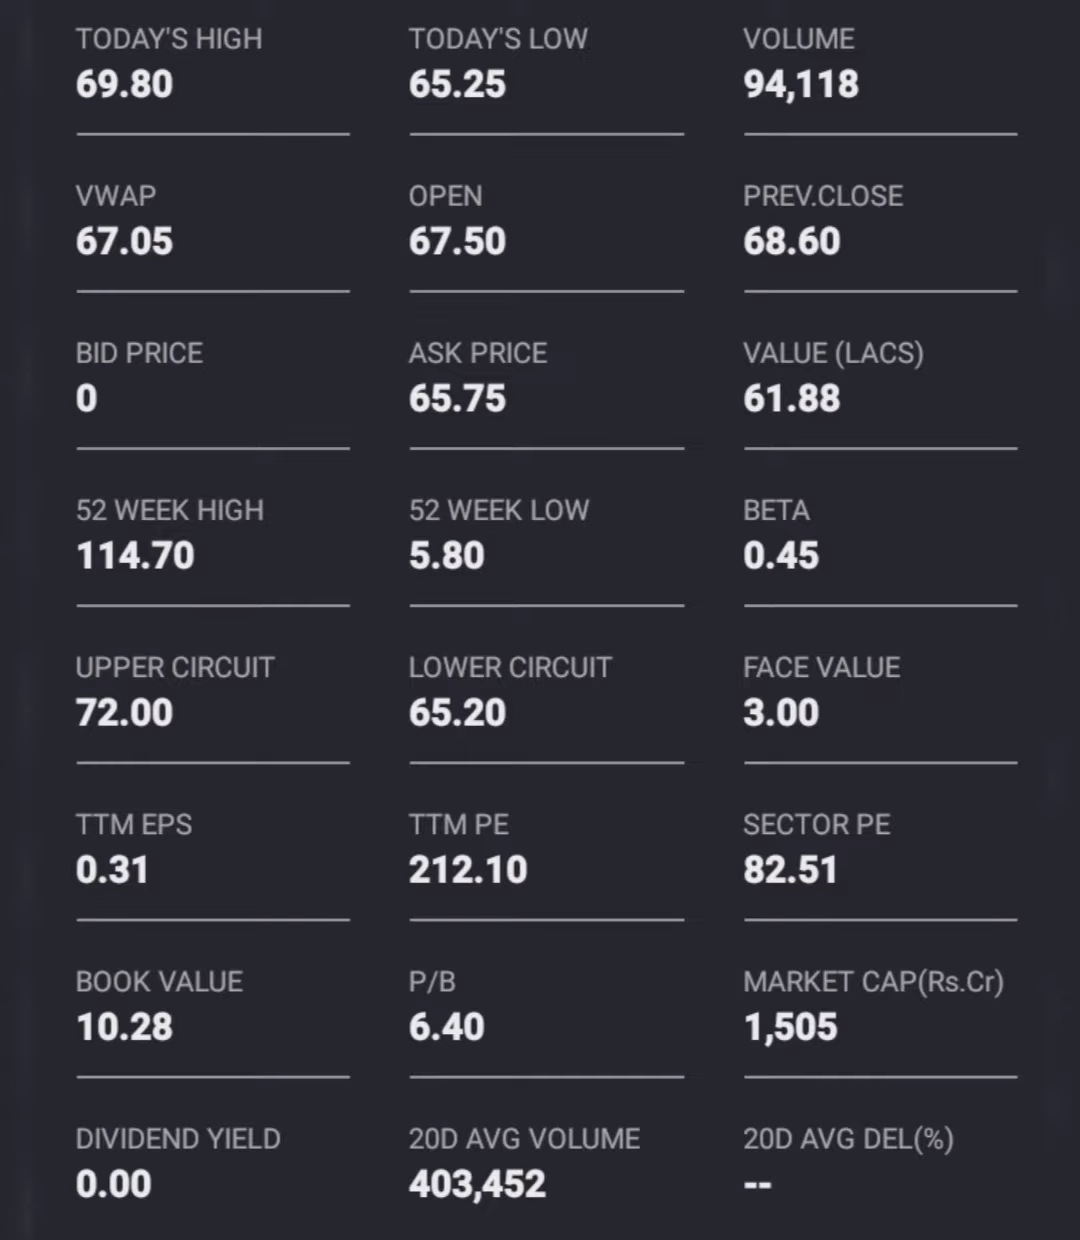 TODAY'S HIGH TODAY'S LOW VOLUME
69.80 65.25 94,118
VWAP OPEN PREV.CLOSE
67.05 67.50 68.60
BID PRICE ASK PRICE VALUE (LACS)
0 65.75 61.88
52 WEEK HIGH 52 WEEK LOW BETA
114.70 5.80 0.45
UPPER CIRCUIT LOWER CIRCUIT FACE VALUE
72.00 65.20 3.00
TTM EPS TTM PE SECTOR PE
0.31 212.10 82.51
BOOK VALUE P/B MARKET CAP(Rs.Cr)
10.28 6.40 1,505
DIVIDEND YIELD 20D AVG VOLUME 20D AVG DEL(%)
0.00 403,452 --